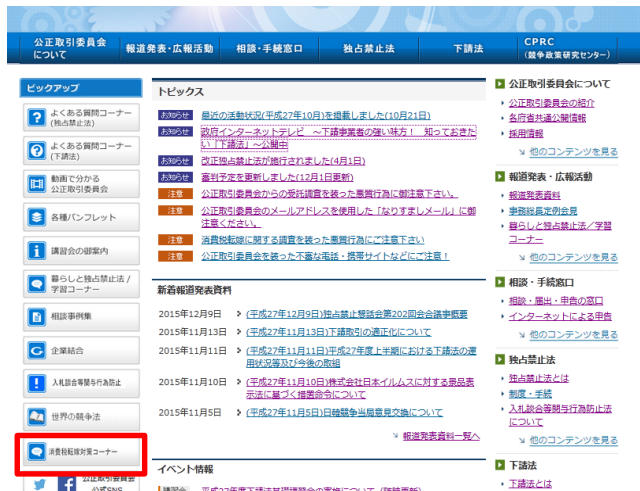 公正取引委員会
について
報道発表・広報活動
相談・手続窓口
独占禁止法
下請法
CPRC
(競争政策研究センター)
ピックアップ
よくある質問コーナー
(独占禁止法)
よくある質問コーナー
(下請法)
動画で分かる
公正取引委員会
各種パンフレット
講習会の御案内
暮らしと独占禁止法/
学習コーナー
相談事例集
企業結合
入札談合等関与行為防止
世界の競争法
消費税転嫁対策コーナー
公正取引委員会
公式SNS
トピックス
お知らせ 最近の活動状況(平成27年10月)を掲載しました(10月21日)
お知らせ 政府インターネットテレビ ～下請事業者の強い味方! 知っておきた
い「下請法」～公開中
お知らせ 改正独占禁止法が施行されました(4月1日)
お知らせ 審判予定を更新しました(12月1日更新)
注意 公正取引委員会からの受託調査を装った悪質行為に御注意下さい。
注意 公正取引委員会のメールアドレスを使用した「なりすましメール」に御
注意ください。
注意 消費税転嫁に関する調査を装った悪質行為にご注意下さい
注意 公正取引委員会を装った不審な電話・携帯サイトなどにご注意!
新着報道発表資料
2015年12月9日 (平成27年12月9日)独占禁止懇話会第202回会合議事概要
2015年11月13日 (平成27年11月13日)下請取引の適正化について
2015年11月11日 (平成27年11月11日)平成27年度上半期における下請法の運
用状況等及び今後の取組
2015年11月10日 (平成27年11月10日)株式会社日本イルムスに対する景品表
示法に基づく措置命令について
2015年11月5日 (平成27年11月5日)日韓競争当局意見交換について
報道発表資料一覧へ
イベント情報
講習会 平成27年度下請法基礎講習会の実施について(随時更新)
公正取引委員会について
公正取引委員会の紹介
各府省共通公開情報
採用情報
他のコンテンツを見る
報道発表・広報活動
報道発表資料
事務総長定例会見
暮らしと独占禁止法/学習
コーナー
他のコンテンツを見る
相談・手続窓口
相談・届出・申告の窓口
インターネットによる申告
他のコンテンツを見る
独占禁止法
独占禁止法とは
制度・手続
入札談合等関与行為防止法
について
他のコンテンツを見る
下請法
下請法とは